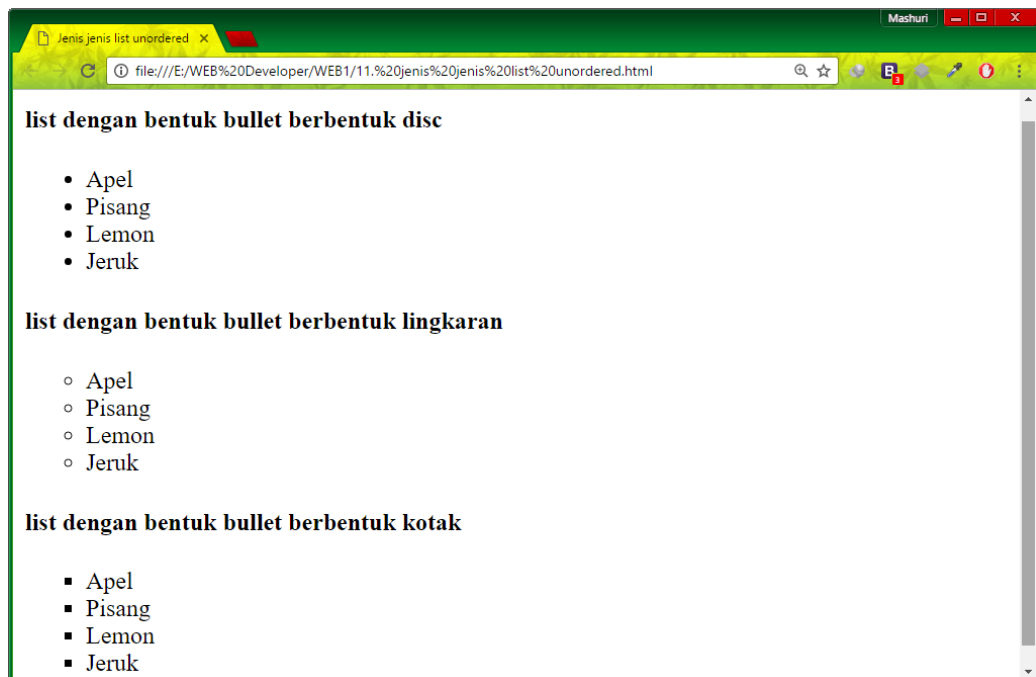 Mashuri
Jenis jenis list unordered
file:///E:/WEB%20Developer/WEB1/11.%20jenis%20jenis%20list%20unordered.html
B
3
list dengan bentuk bullet berbentuk disc
Apel
Pisang
Lemon
Jeruk
list dengan bentuk bullet berbentuk lingkaran
Apel
Pisang
Lemon
Jeruk
list dengan bentuk bullet berbentuk kotak
Apel
Pisang
Lemon
Jeruk